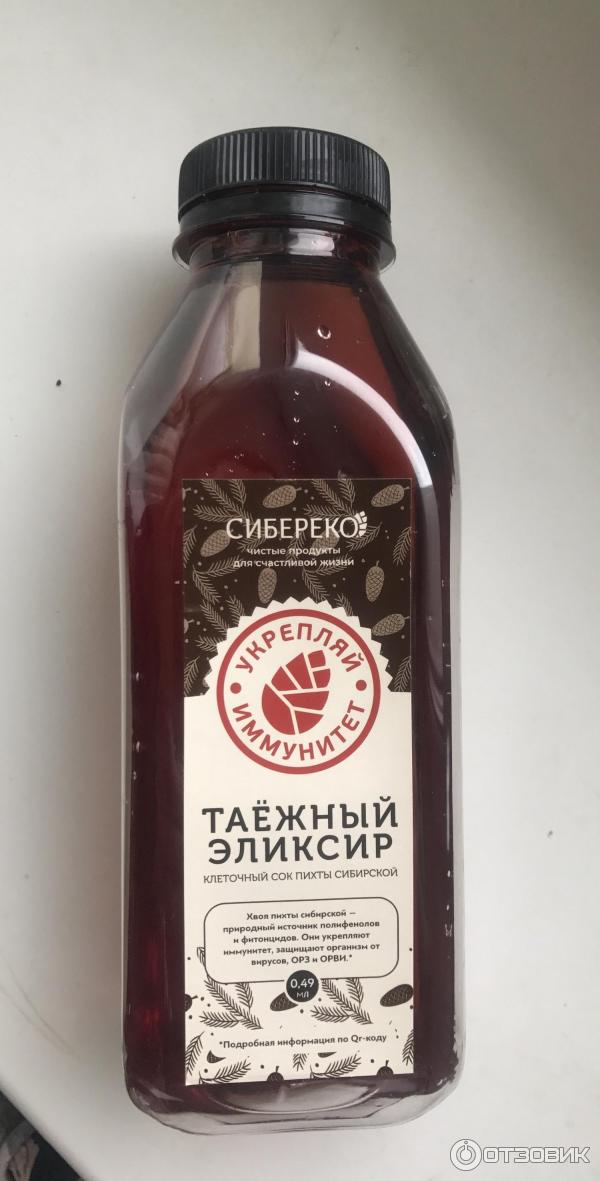 СИБЕРЕКО
чистые продукты
для счастливой жизни
УКРЕПЛЯЙ
ИММУНИТЕТ
ТАЁЖНЫЙ
ЭЛИКСИР
КЛЕТОЧНЫЙ СОК ПИХТЫ СИБИРСКОЙ
Хвоя пихты сибирской —
природный источник полифенолов
и фитонцидов. Они укрепляют
иммунитет, защищают организм от
вирусов, ОРЗ и ОРВИ.*
0,49
МЛ
*Подробная информация по Qr-коду
ОТЗОВИК